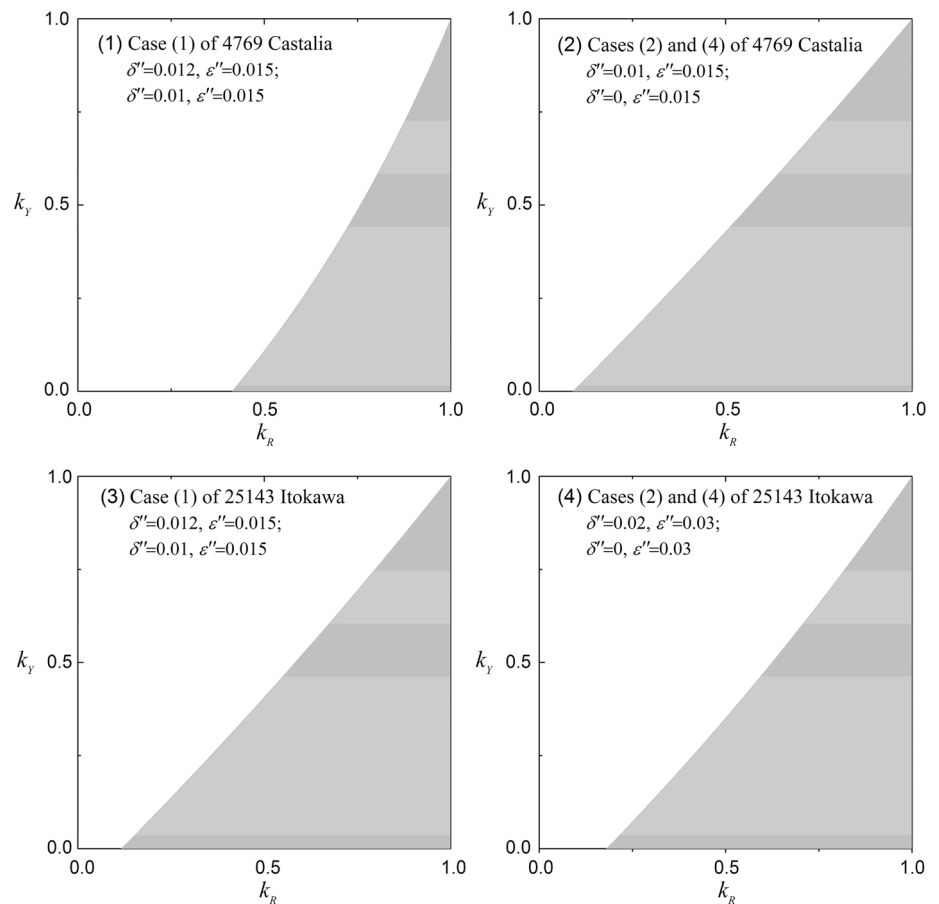 (1) Case (1) of 4769 Castalia
δ″=0.012, ε″=0.015;
δ″=0.01, ε″=0.015
1.0
k_Y 0.5
0.0
0.0 0.5 1.0
k_R
(2) Cases (2) and (4) of 4769 Castalia
δ″=0.01, ε″=0.015;
δ″=0, ε″=0.015
1.0
k_Y 0.5
0.0
0.0 0.5 1.0
k_R
(3) Case (1) of 25143 Itokawa
δ″=0.012, ε″=0.015;
δ″=0.01, ε″=0.015
1.0
k_Y 0.5
0.0
0.0 0.5 1.0
k_R
(4) Cases (2) and (4) of 25143 Itokawa
δ″=0.02, ε″=0.03;
δ″=0, ε″=0.03
1.0
k_Y 0.5
0.0
0.0 0.5 1.0
k_R